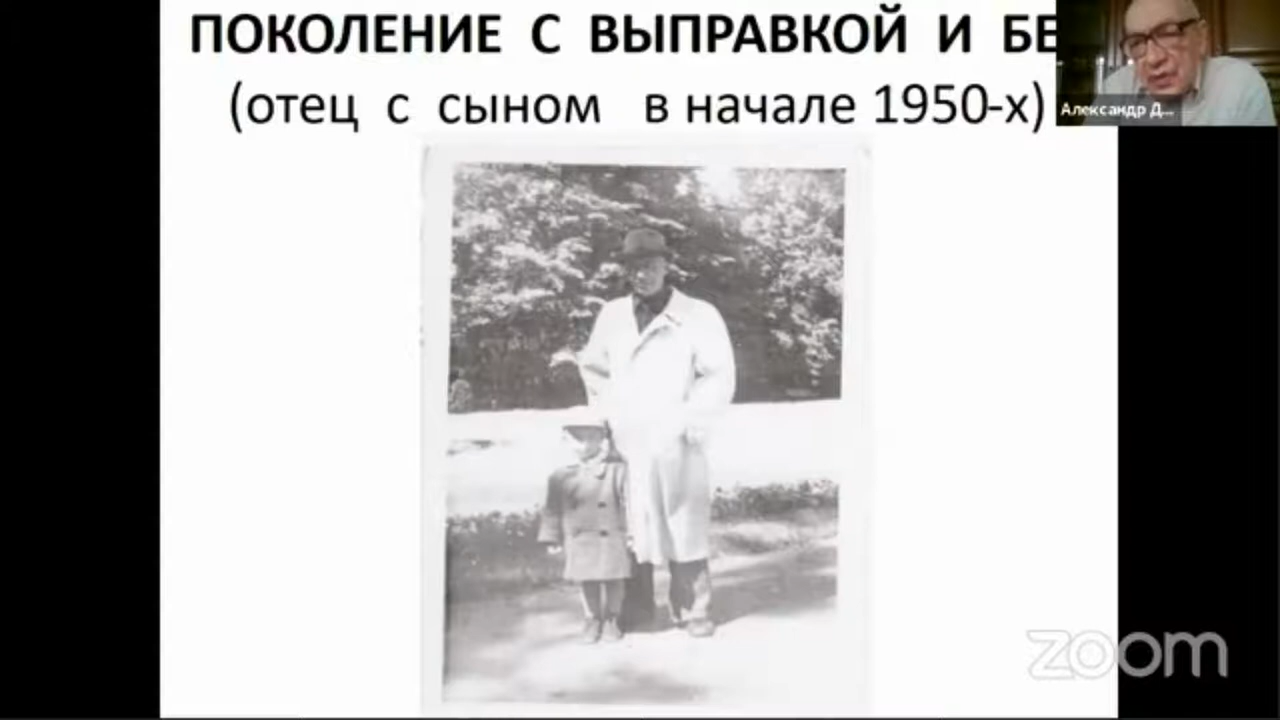 ПОКОЛЕНИЕ С ВЫПРАВКОЙ И БЕ
(отец с сыном в начале 1950-х)
Александр Д...
zoom